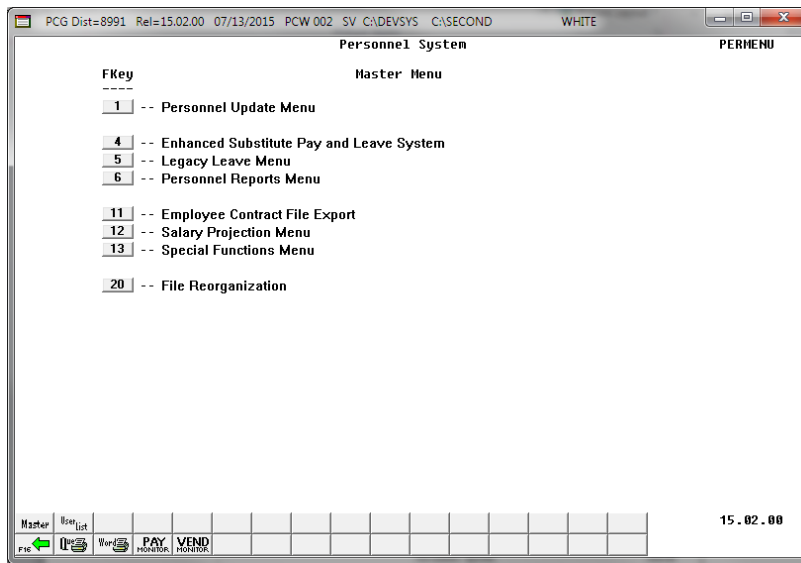 PCG Dist=8991 Rel=15.02.00 07/13/2015 PCW 002 SV C:\DEVSYS C:\SECOND WHITE
Personnel System PERMENU
FKey Master Menu
----
1 -- Personnel Update Menu
4 -- Enhanced Substitute Pay and Leave System
5 -- Legacy Leave Menu
6 -- Personnel Reports Menu
11 -- Employee Contract File Export
12 -- Salary Projection Menu
13 -- Special Functions Menu
20 -- File Reorganization
Master User list 15.02.00
F16 Que Word PAY MONITOR VEND MONITOR